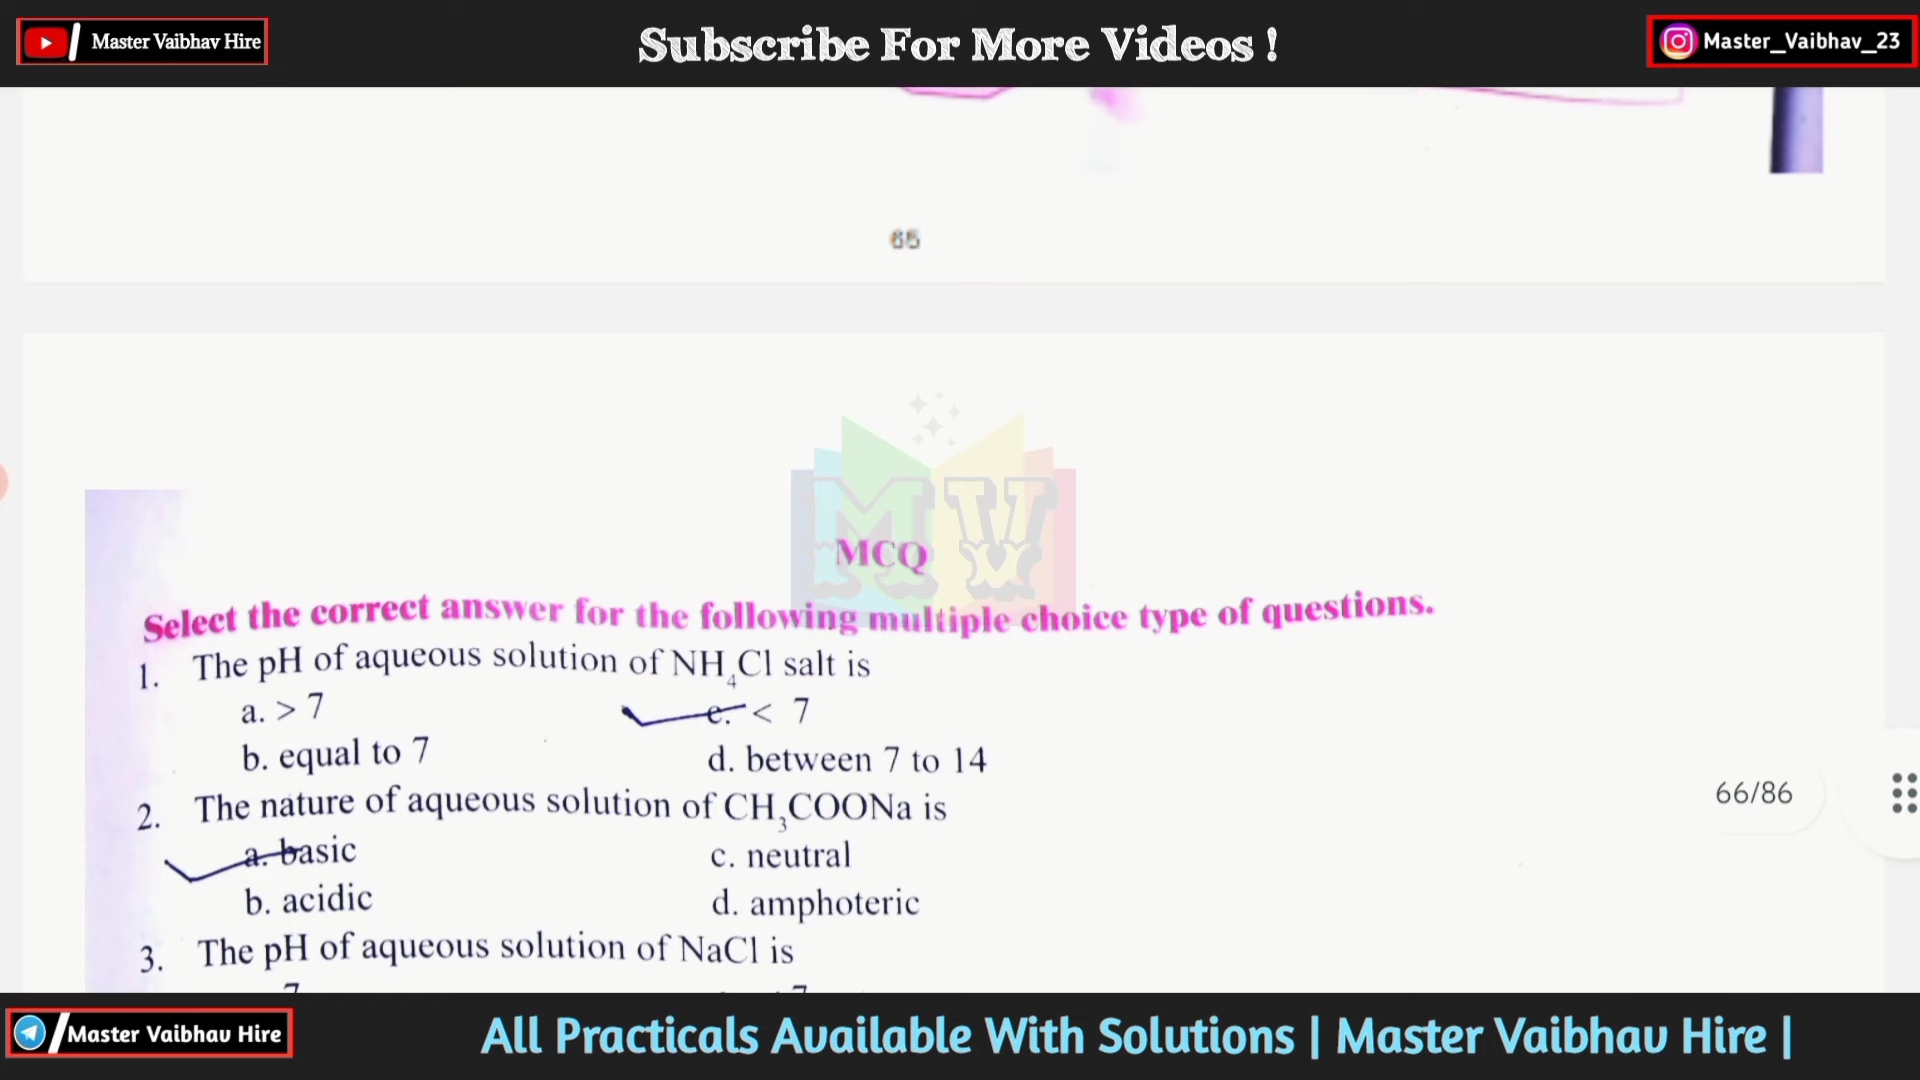 Master Vaibhav Hire
Subscribe For More Videos !
Master_Vaibhav_23
65
MV
MCQ
Select the correct answer for the following multiple choice type of questions.
1. The pH of aqueous solution of NH₄Cl salt is
a. > 7
c. < 7
b. equal to 7
d. between 7 to 14
2. The nature of aqueous solution of CH₃COONa is
a. basic
c. neutral
b. acidic
d. amphoteric
66/86
3. The pH of aqueous solution of NaCl is
Master Vaibhav Hire
All Practicals Available With Solutions | Master Vaibhav Hire |